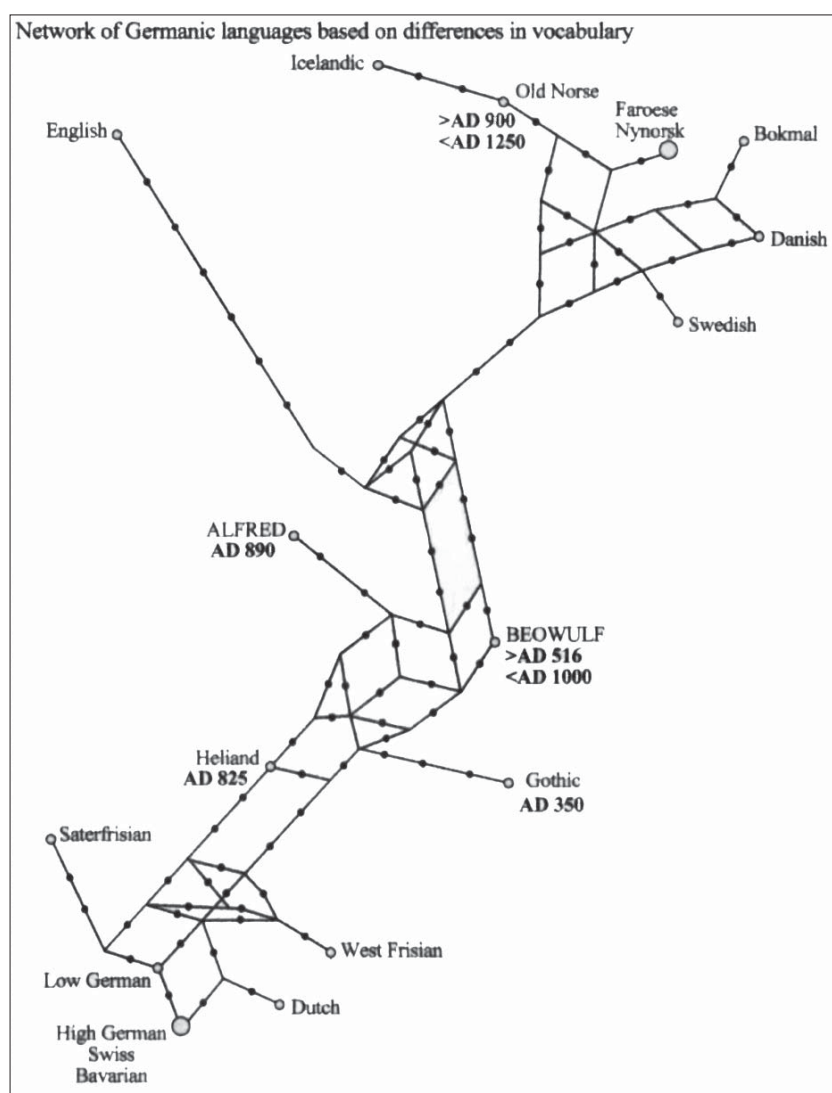 Network of Germanic languages based on differences in vocabulary
Icelandic
Old Norse
>AD 900
<AD 1250
Faroese
Nynorsk
Bokmal
English
Danish
Swedish
ALFRED
AD 890
BEOWULF
>AD 516
<AD 1000
Heliand
AD 825
Gothic
AD 350
Saterfrisian
West Frisian
Low German
Dutch
High German
Swiss
Bavarian